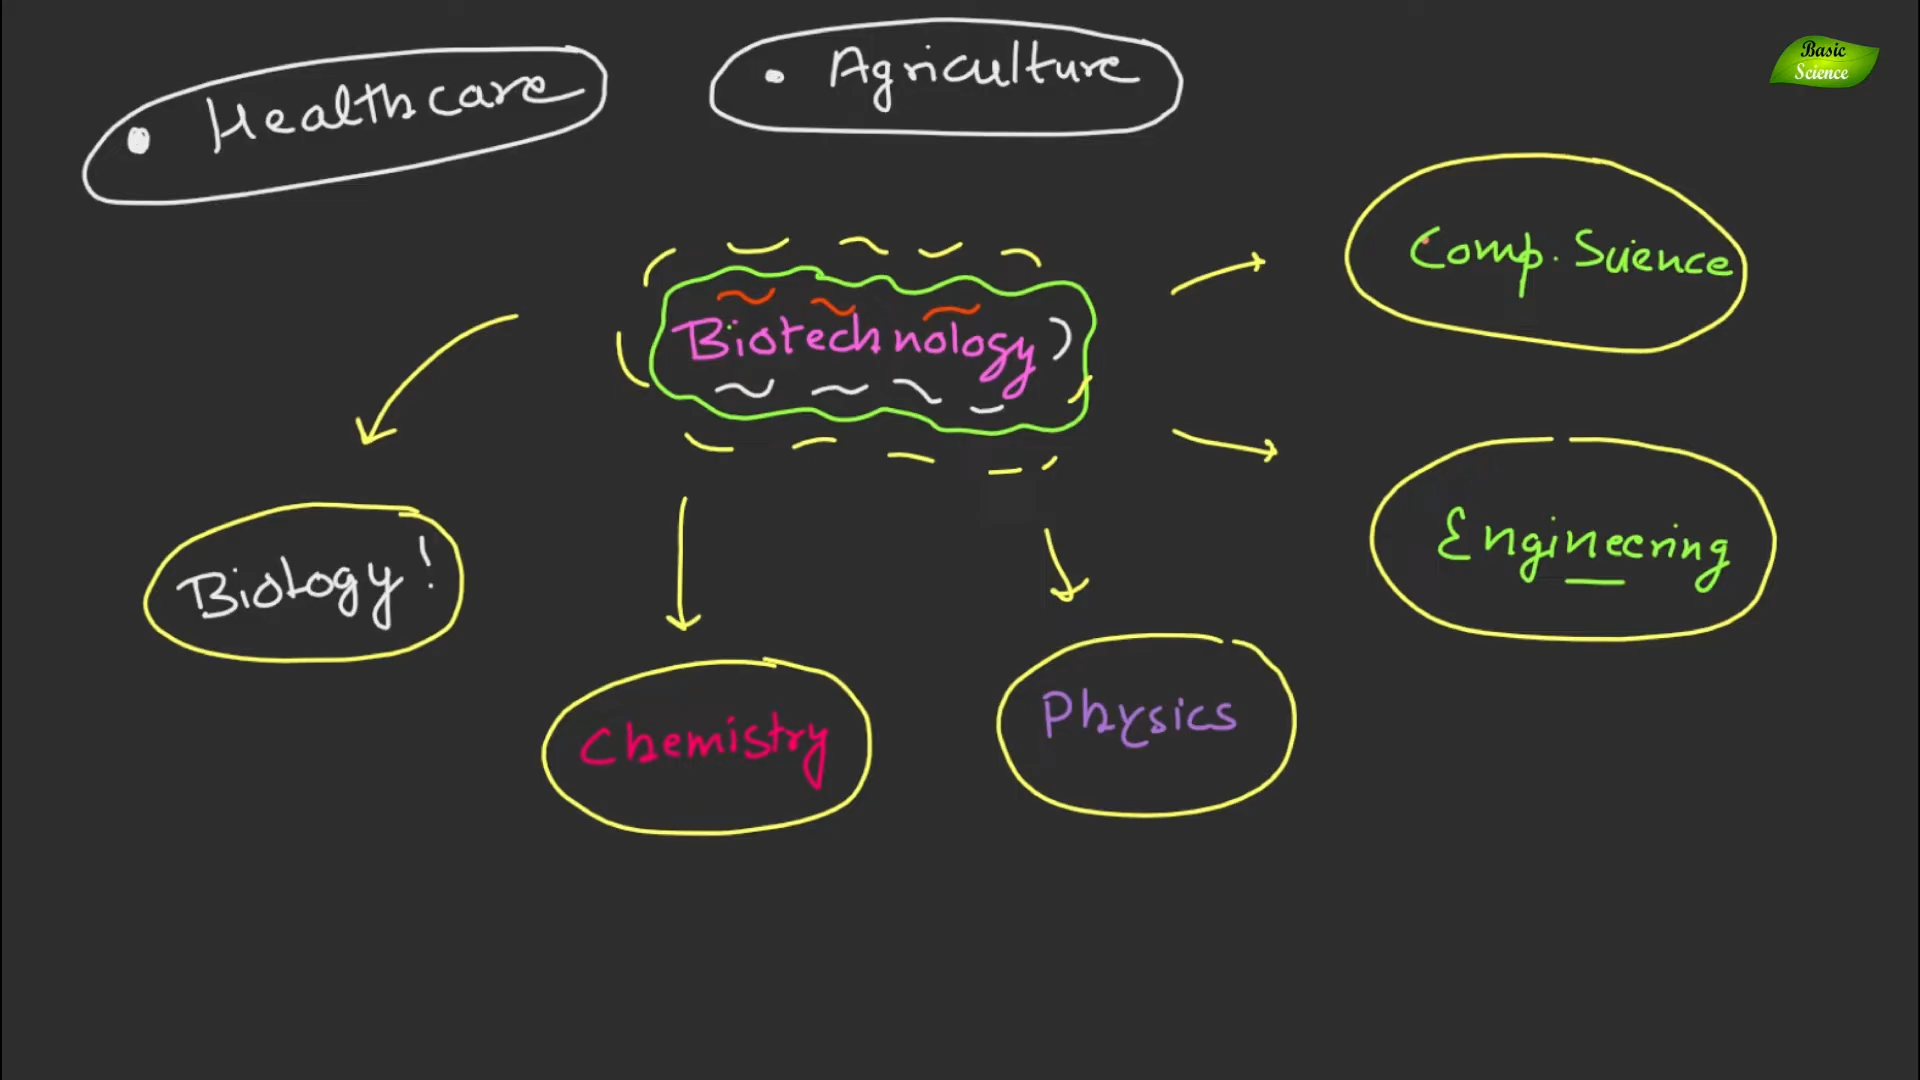 • Healthcare
• Agriculture
Basic
Science
Comp. Science
Biotechnology
Engineering
Biology!
Chemistry
Physics